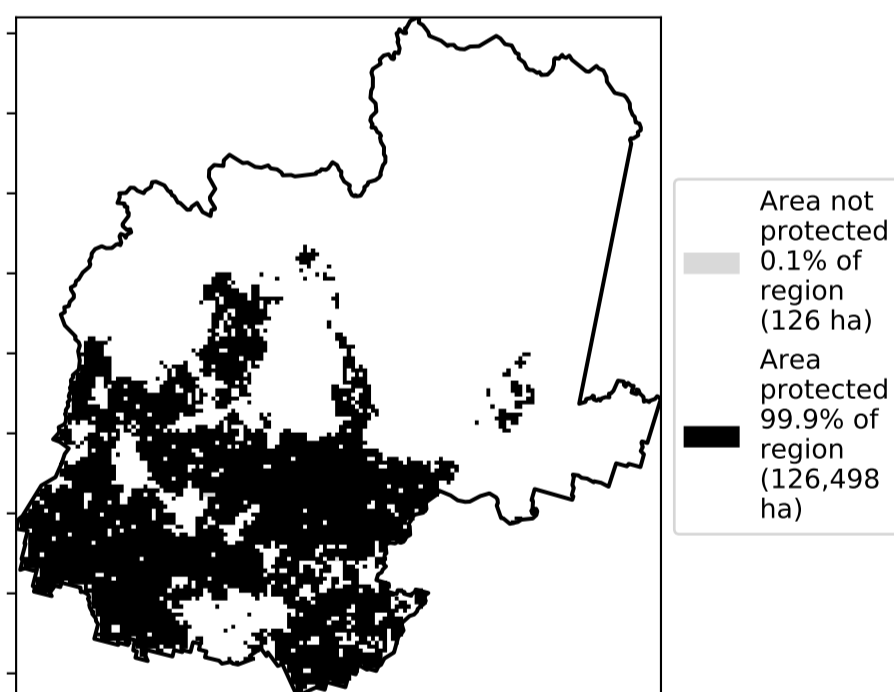 Area not
protected
0.1% of
region
(126 ha)
Area
protected
99.9% of
region
(126,498
ha)